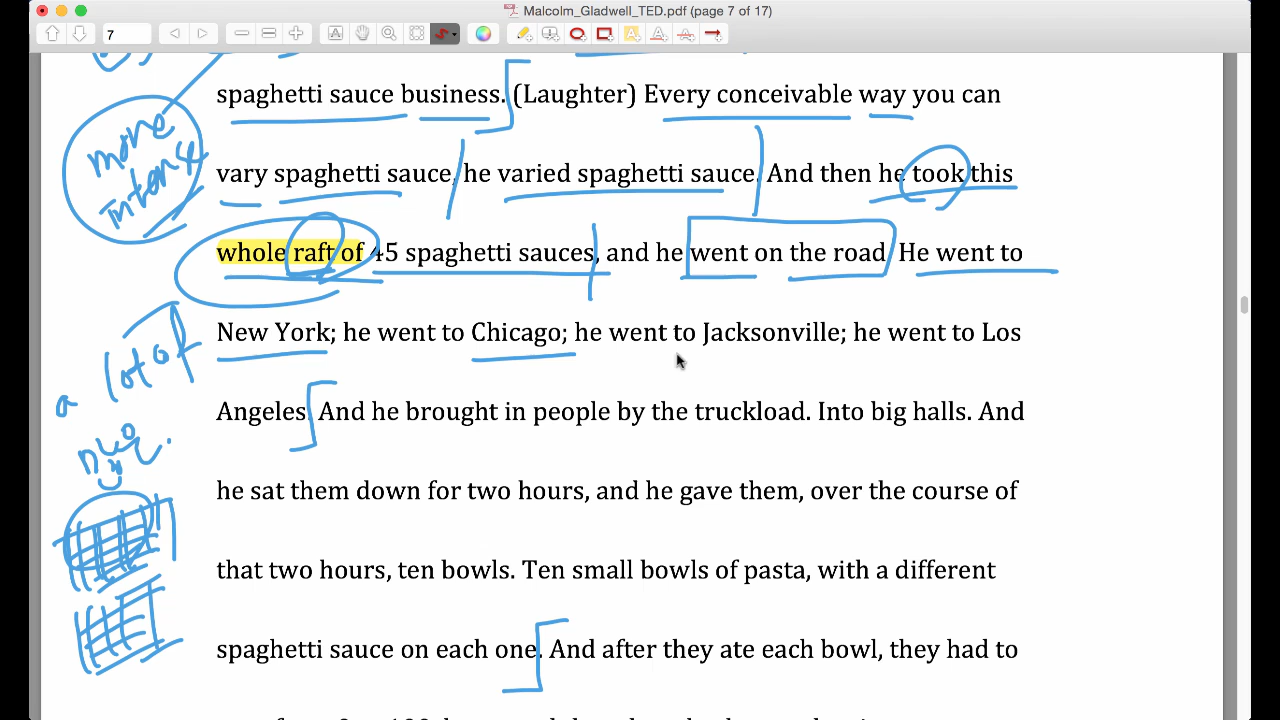 Malcolm_Gladwell_TED.pdf (page 7 of 17)
7
spaghetti sauce business. (Laughter) Every conceivable way you can
more
intense
vary spaghetti sauce, he varied spaghetti sauce. And then he took this
whole raft of 45 spaghetti sauces, and he went on the road. He went to
New York; he went to Chicago; he went to Jacksonville; he went to Los
a lot of
Angeles. And he brought in people by the truckload. Into big halls. And
he sat them down for two hours, and he gave them, over the course of
that two hours, ten bowls. Ten small bowls of pasta, with a different
spaghetti sauce on each one. And after they ate each bowl, they had to